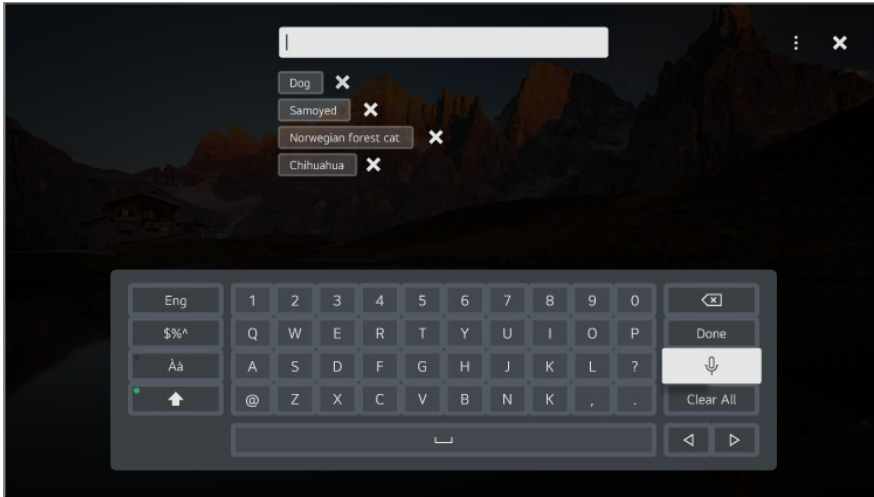 Dog
Samoyed
Norwegian forest cat
Chihuahua
Eng 1 2 3 4 5 6 7 8 9 0
$%^ Q W E R T Y U I O P Done
Àà A S D F G H J K L ?
@ Z X C V B N K , . Clear All